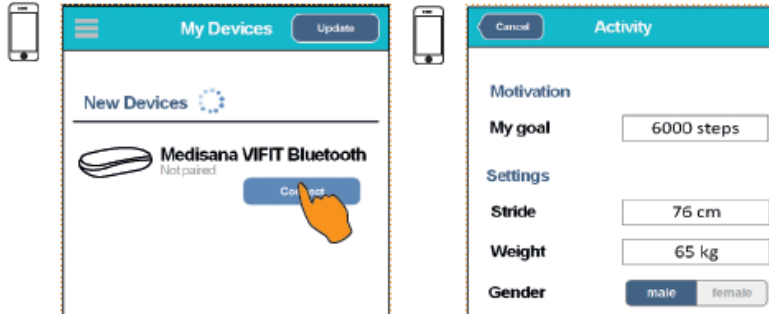 My Devices
Update
New Devices
Medisana VIFIT Bluetooth
Not paired
Cancel
Activity
Motivation
My goal
6000 steps
Settings
Stride
76 cm
Weight
65 kg
Gender
male
female